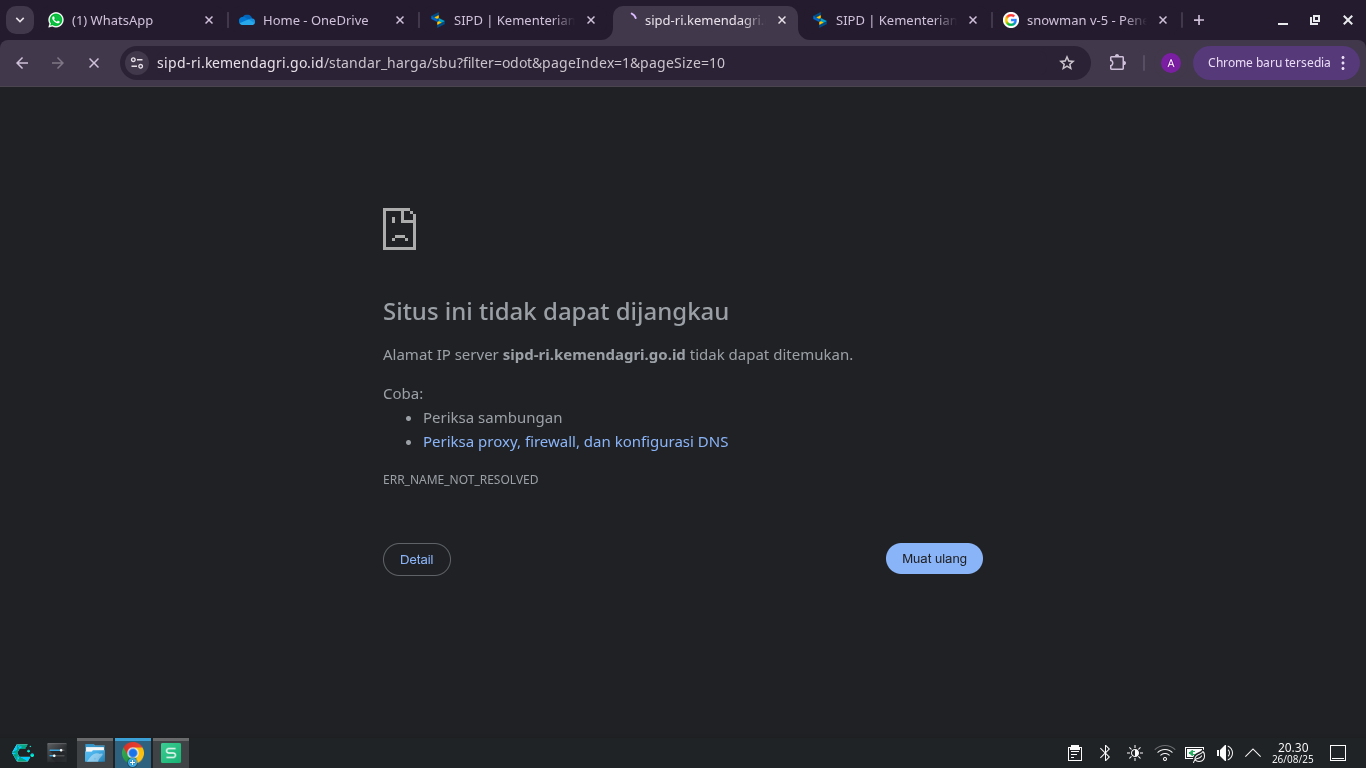 (1) WhatsApp
Home - OneDrive
SIPD | Kementerian
sipd-ri.kemendagri.
SIPD | Kementerian
snowman v-5 - Pen
sipd-ri.kemendagri.go.id/standar_harga/sbu?filter=odot&pageIndex=1&pageSize=10
A
Chrome baru tersedia
Situs ini tidak dapat dijangkau
Alamat IP server sipd-ri.kemendagri.go.id tidak dapat ditemukan.
Coba:
Periksa sambungan
Periksa proxy, firewall, dan konfigurasi DNS
ERR_NAME_NOT_RESOLVED
Detail
Muat ulang
S
20.30
26/08/25